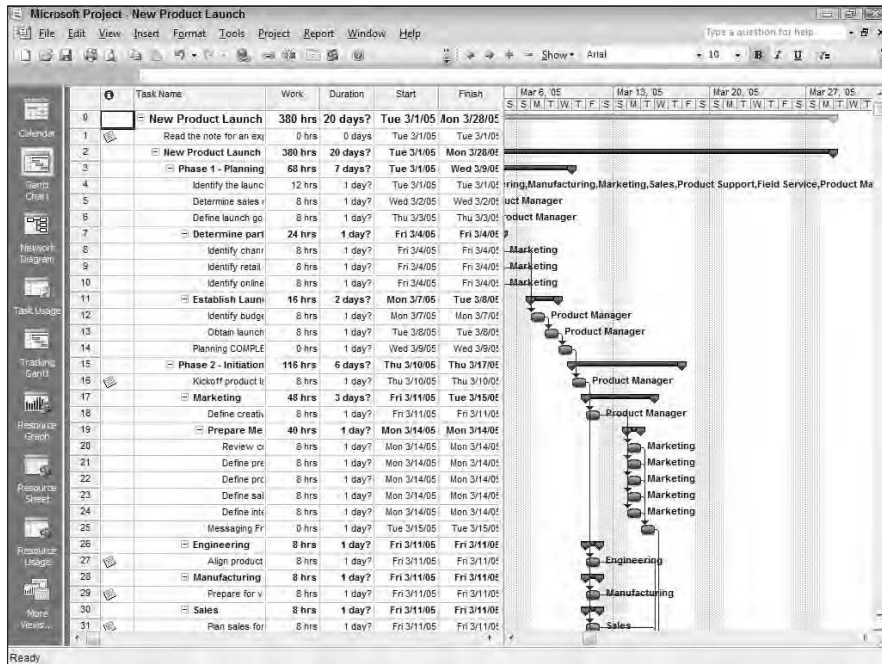 Microsoft Project - New Product Launch
File Edit View Insert Format Tools Project Report Window Help Type a question for help
Show Arial 10 B I U
Task Name Work Duration Start Finish Mar 6, '05 Mar 13, '05 Mar 20, '05 Mar 27, '05
S S M T W T F S S M T W T F S S M T W T F S S M T W T
0 New Product Launch 380 hrs 20 days? Tue 3/1/05 Mon 3/28/05
1 Read the note for an exp 0 hrs 0 days Tue 3/1/05 Tue 3/1/05
2 New Product Launch 380 hrs 20 days? Tue 3/1/05 Mon 3/28/05
3 Phase 1 - Planning 68 hrs 7 days? Tue 3/1/05 Wed 3/9/05
4 Identify the launc 12 hrs 1 day? Tue 3/1/05 Tue 3/1/05 ring,Manufacturing,Marketing,Sales,Product Support,Field Service,Product Ma
5 Determine sales 8 hrs 1 day? Wed 3/2/05 Wed 3/2/05 uct Manager
6 Define launch go 8 hrs 1 day? Thu 3/3/05 Thu 3/3/05 roduct Manager
7 Determine part 24 hrs 1 day? Fri 3/4/05 Fri 3/4/05
8 Identify chann 8 hrs 1 day? Fri 3/4/05 Fri 3/4/05 Marketing
9 Identify retail 8 hrs 1 day? Fri 3/4/05 Fri 3/4/05 Marketing
10 Identify online 8 hrs 1 day? Fri 3/4/05 Fri 3/4/05 Marketing
11 Establish Laun 16 hrs 2 days? Mon 3/7/05 Tue 3/8/05
12 Identify budge 8 hrs 1 day? Mon 3/7/05 Mon 3/7/05 Product Manager
13 Obtain launch 8 hrs 1 day? Tue 3/8/05 Tue 3/8/05 Product Manager
14 Planning COMPLE 0 hrs 1 day? Wed 3/9/05 Wed 3/9/05
15 Phase 2 - Initiation 116 hrs 6 days? Thu 3/10/05 Thu 3/17/05
16 Kickoff product la 8 hrs 1 day? Thu 3/10/05 Thu 3/10/05 Product Manager
17 Marketing 48 hrs 3 days? Fri 3/11/05 Tue 3/15/05
18 Define creativ 8 hrs 1 day? Fri 3/11/05 Fri 3/11/05 Product Manager
19 Prepare Me 40 hrs 1 day? Mon 3/14/05 Mon 3/14/05
20 Review co 8 hrs 1 day? Mon 3/14/05 Mon 3/14/05 Marketing
21 Define pre 8 hrs 1 day? Mon 3/14/05 Mon 3/14/05 Marketing
22 Define pro 8 hrs 1 day? Mon 3/14/05 Mon 3/14/05 Marketing
23 Define sal 8 hrs 1 day? Mon 3/14/05 Mon 3/14/05 Marketing
24 Define inte 8 hrs 1 day? Mon 3/14/05 Mon 3/14/05 Marketing
25 Messaging Fr 0 hrs 1 day? Tue 3/15/05 Tue 3/15/05
26 Engineering 8 hrs 1 day? Fri 3/11/05 Fri 3/11/05
27 Align product 8 hrs 1 day? Fri 3/11/05 Fri 3/11/05 Engineering
28 Manufacturing 8 hrs 1 day? Fri 3/11/05 Fri 3/11/05
29 Prepare for v 8 hrs 1 day? Fri 3/11/05 Fri 3/11/05 Manufacturing
30 Sales 8 hrs 1 day? Fri 3/11/05 Fri 3/11/05
31 Plan sales for 8 hrs 1 day? Fri 3/11/05 Fri 3/11/05 Sales
Calendar
Gantt Chart
Network Diagram
Task Usage
Tracking Gantt
Resource Graph
Resource Sheet
Resource Usage
More Views...
Ready